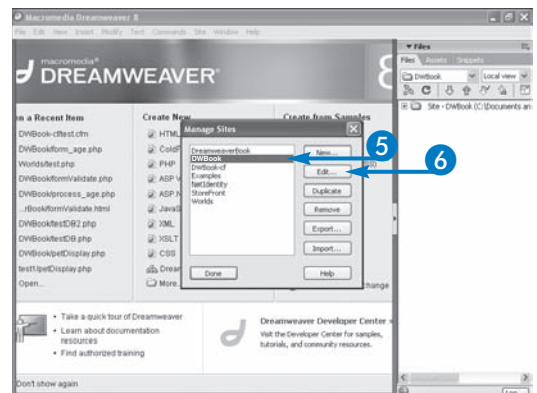 Macromedia Dreamweaver 8
File Edit View Insert Modify Text Commands Site Window Help
macromedia®
DREAMWEAVER® 8
n a Recent Item
DWBook-cftest.cfm
DWBook/form_age.php
Worlds/test.php
DWBook/formValidate.php
DWBook/process_age.php
...rBook/formValidate.html
DWBook/testDB2.php
DWBook/testDB.php
DWBook/petDisplay.php
test1/petDisplay.php
Open...
Create New
HTML
ColdF
PHP
ASP V
ASP.N
JavaS
XML
XSLT
CSS
Dream
More...
Create from Samples
change
Manage Sites
DreamweaverBook
DWBook
DWBook-cf
Examples
NetIdentity
StoreFront
Worlds
New...
Edit...
Duplicate
Remove
Export...
Import...
Done
Help
5
6
• Take a quick tour of Dreamweaver
• Learn about documentation
resources
• Find authorized training
Dreamweaver Developer Center »
Visit the Developer Center for samples,
tutorials, and community resources.
Don't show again
Files
Files Assets Snippets
DWBook Local view
Site - DWBook (C:\Documents an
Log...